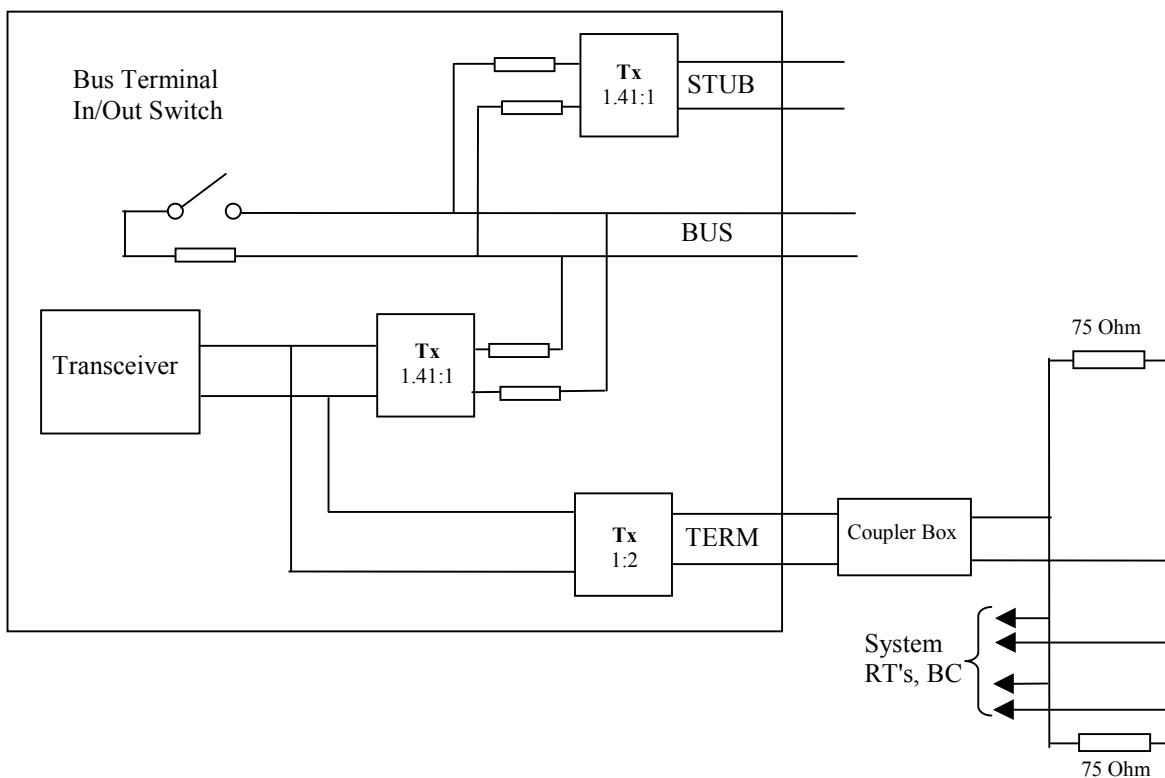 Bus Terminal
In/Out Switch
Tx
1.41:1
STUB
BUS
Transceiver
Tx
1.41:1
75 Ohm
Tx
1:2
TERM
Coupler Box
System
RT's, BC
75 Ohm